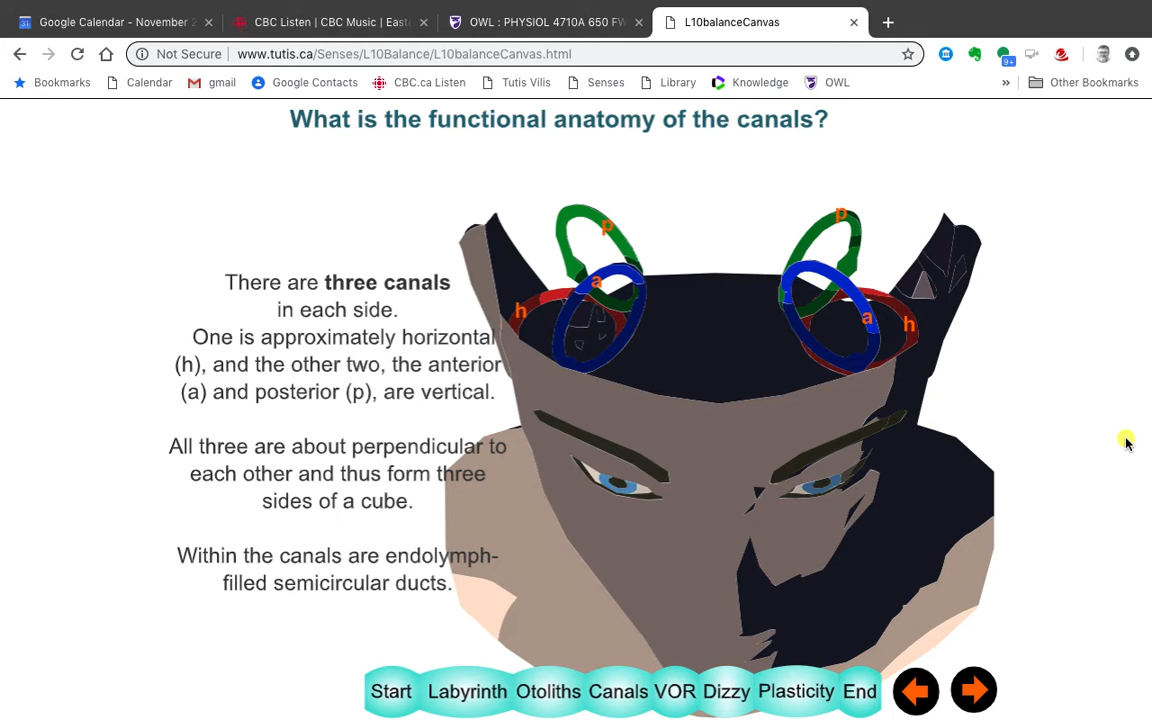 Google Calendar - November 2
CBC Listen | CBC Music | Easte
OWL : PHYSIOL 4710A 650 FW
L10balanceCanvas
Not Secure
www.tutis.ca/Senses/L10Balance/L10balanceCanvas.html
9+
Bookmarks
Calendar
gmail
Google Contacts
CBC.ca Listen
Tutis Vilis
Senses
Library
Knowledge
OWL
»
Other Bookmarks
What is the functional anatomy of the canals?
p
p
a
a
h
h
There are three canals
in each side.
One is approximately horizontal
(h), and the other two, the anterior
(a) and posterior (p), are vertical.
All three are about perpendicular to
each other and thus form three
sides of a cube.
Within the canals are endolymph-
filled semicircular ducts.
Start
Labyrinth
Otoliths
Canals
VOR
Dizzy
Plasticity
End